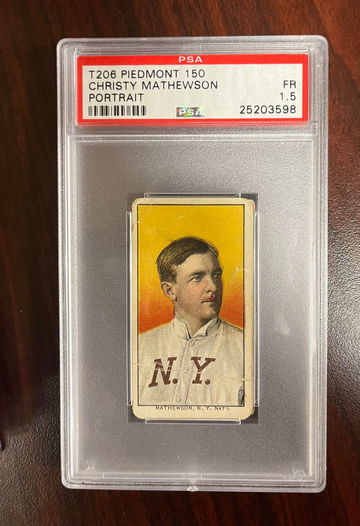 PSA
T206 PIEDMONT 150
CHRISTY MATHEWSON FR
PORTRAIT 1.5
PSA 25203598
N.Y.
MATHEWSON, N. Y. NAT'L